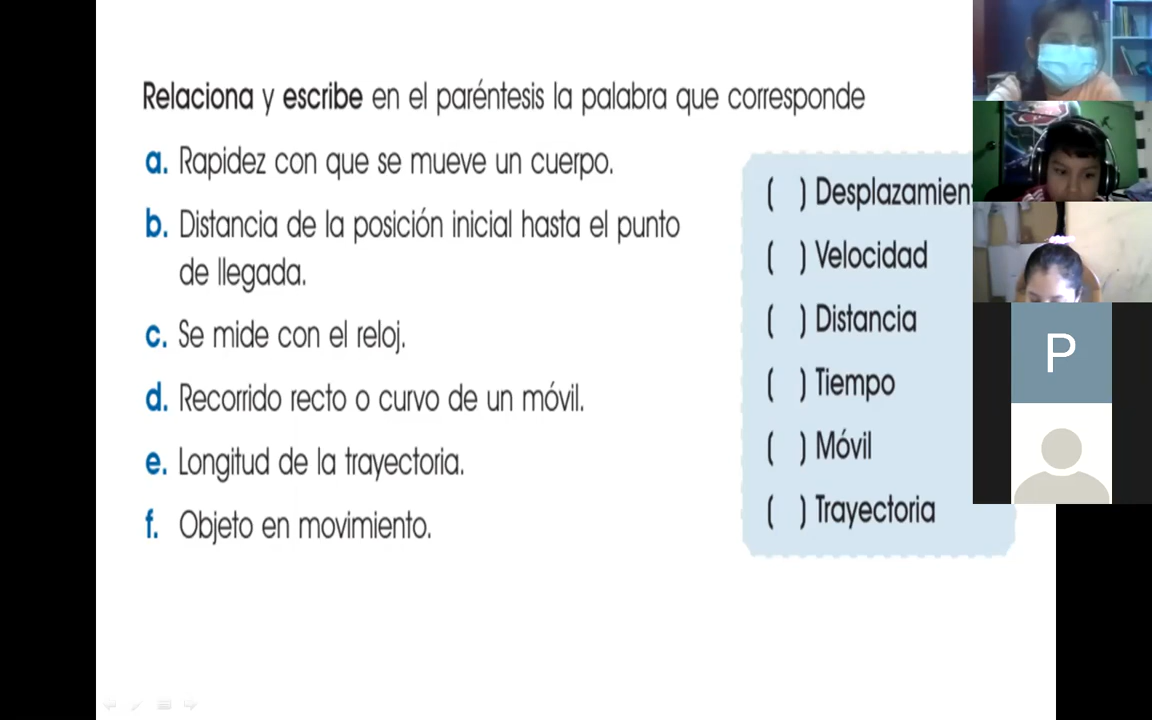 Relaciona y escribe en el paréntesis la palabra que corresponde
a. Rapidez con que se mueve un cuerpo.
b. Distancia de la posición inicial hasta el punto
de llegada.
c. Se mide con el reloj.
d. Recorrido recto o curvo de un móvil.
e. Longitud de la trayectoria.
f. Objeto en movimiento.
( ) Desplazamien
( ) Velocidad
( ) Distancia
( ) Tiempo
( ) Móvil
( ) Trayectoria
P